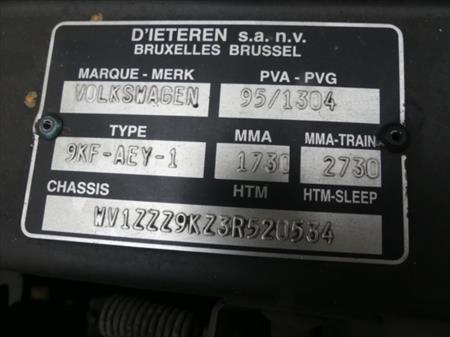 D'IETEREN s.a. n.v.
BRUXELLES BRUSSEL
MARQUE - MERK PVA - PVG
VOLKSWAGEN 95/1304
TYPE MMA MMA-TRAIN
9KF-AEY-1 1730 2730
CHASSIS HTM HTM-SLEEP
WV1ZZZ9KZ3R520534